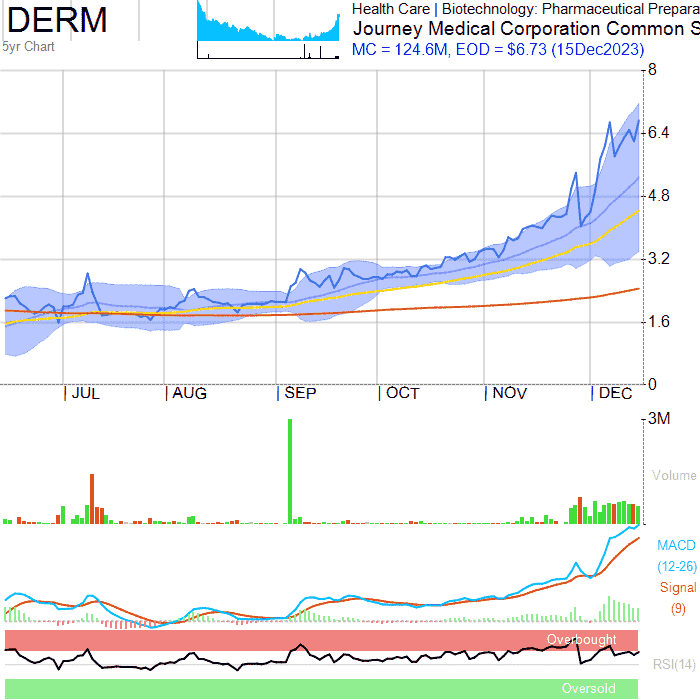 DERM
5yr Chart
Health Care | Biotechnology: Pharmaceutical Prepara
Journey Medical Corporation Common S
MC = 124.6M, EOD = $6.73 (15Dec2023)
8
6.4
4.8
3.2
1.6
0
JUL AUG SEP OCT NOV DEC
3M
Volume
MACD
(12-26)
Signal
(9)
Overbought
RSI(14)
Oversold